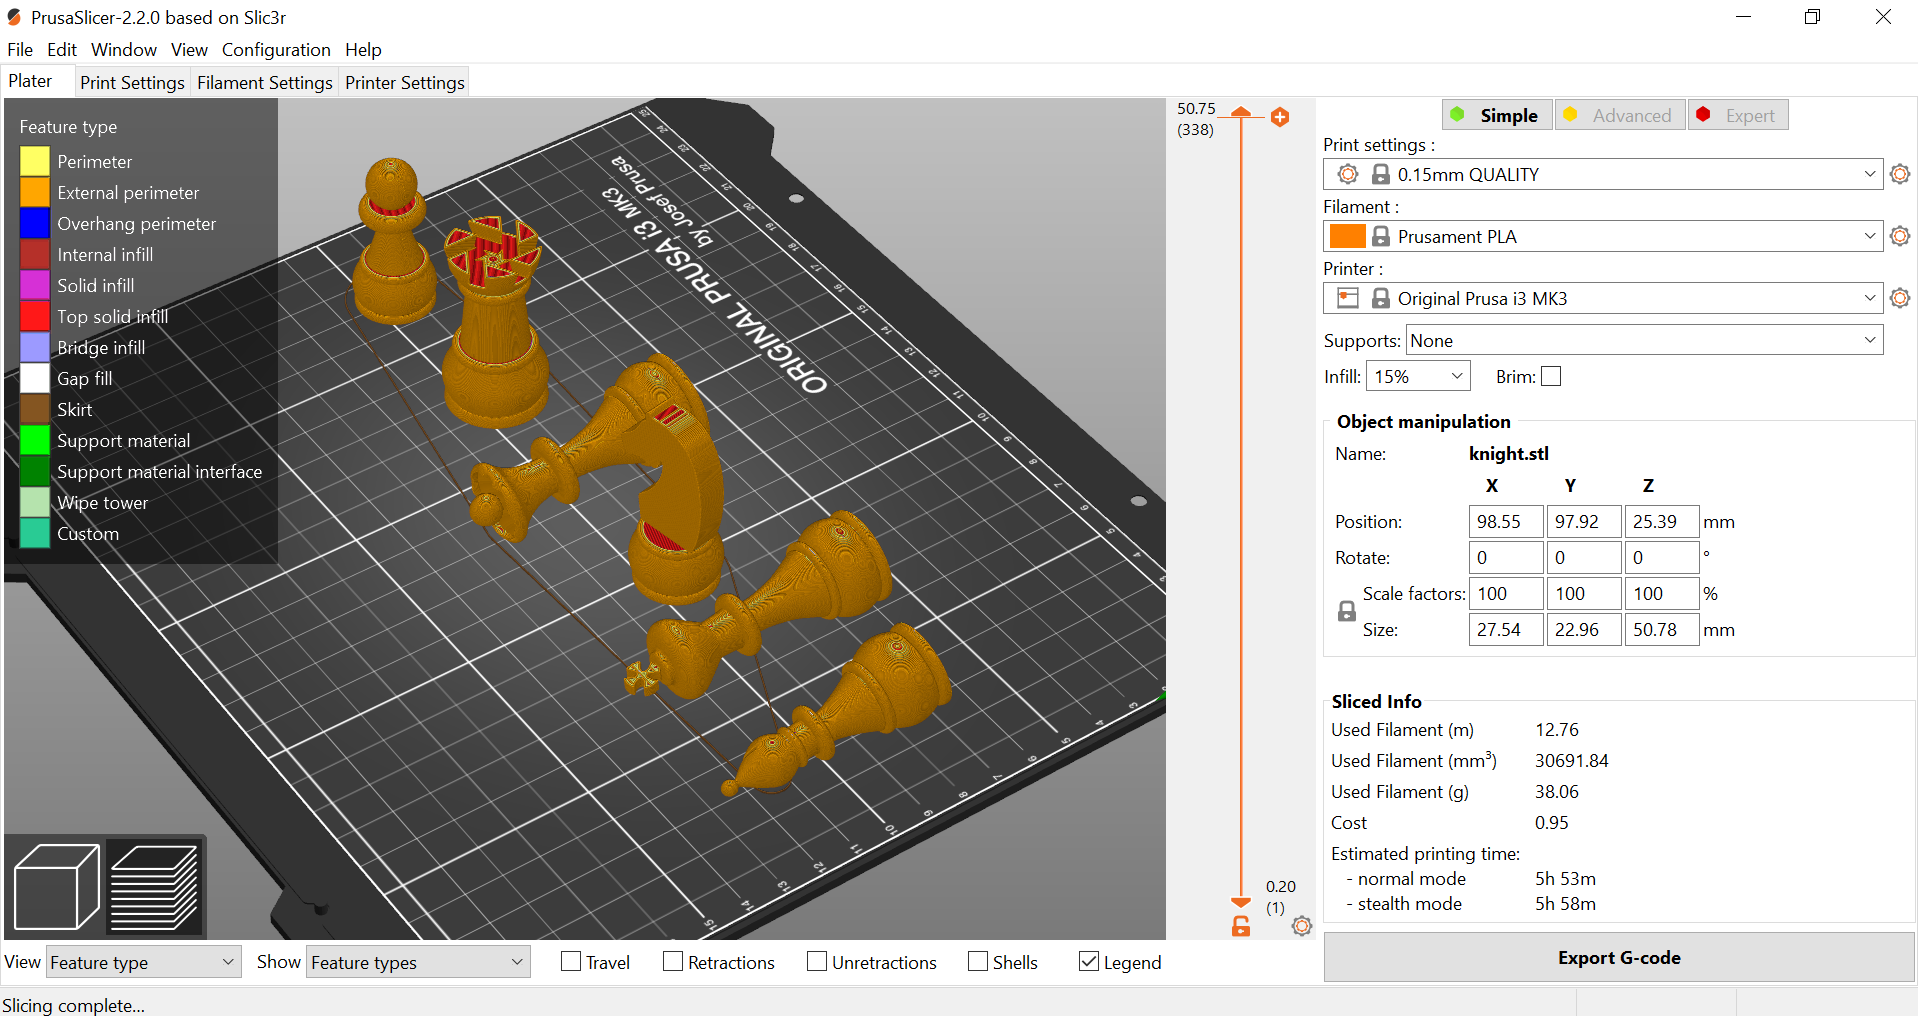 PrusaSlicer-2.2.0 based on Slic3r
File Edit Window View Configuration Help
Plater Print Settings Filament Settings Printer Settings
Feature type
Perimeter
External perimeter
Overhang perimeter
Internal infill
Solid infill
Top solid infill
Bridge infill
Gap fill
Skirt
Support material
Support material interface
Wipe tower
Custom
ORIGINAL PRUSA i3 MK3
by Josef Prusa
50.75
(338)
0.20
(1)
Simple Advanced Expert
Print settings :
0.15mm QUALITY
Filament :
Prusament PLA
Printer :
Original Prusa i3 MK3
Supports: None
Infill: 15% Brim:
Object manipulation
Name: knight.stl
X Y Z
Position: 98.55 97.92 25.39 mm
Rotate: 0 0 0 °
Scale factors: 100 100 100 %
Size: 27.54 22.96 50.78 mm
Sliced Info
Used Filament (m) 12.76
Used Filament (mm³) 30691.84
Used Filament (g) 38.06
Cost 0.95
Estimated printing time:
- normal mode 5h 53m
- stealth mode 5h 58m
Export G-code
View Feature type Show Feature types Travel Retractions Unretractions Shells Legend
Slicing complete...